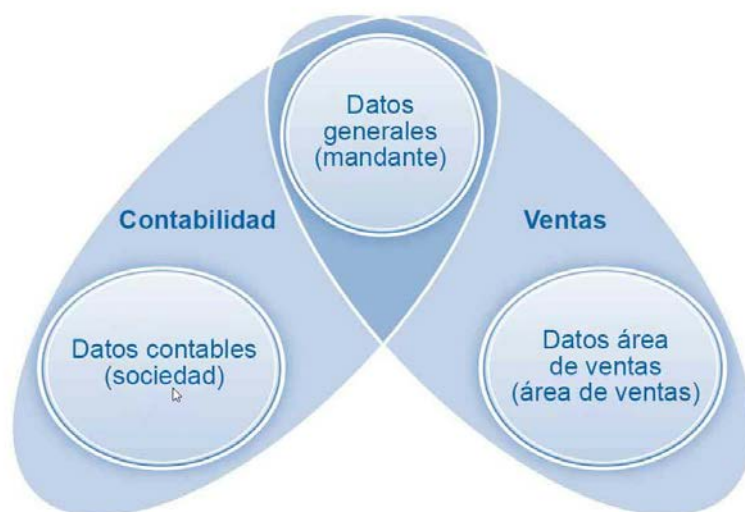 Datos
generales
(mandante)
Contabilidad
Ventas
Datos contables
(sociedad)
Datos área
de ventas
(área de ventas)